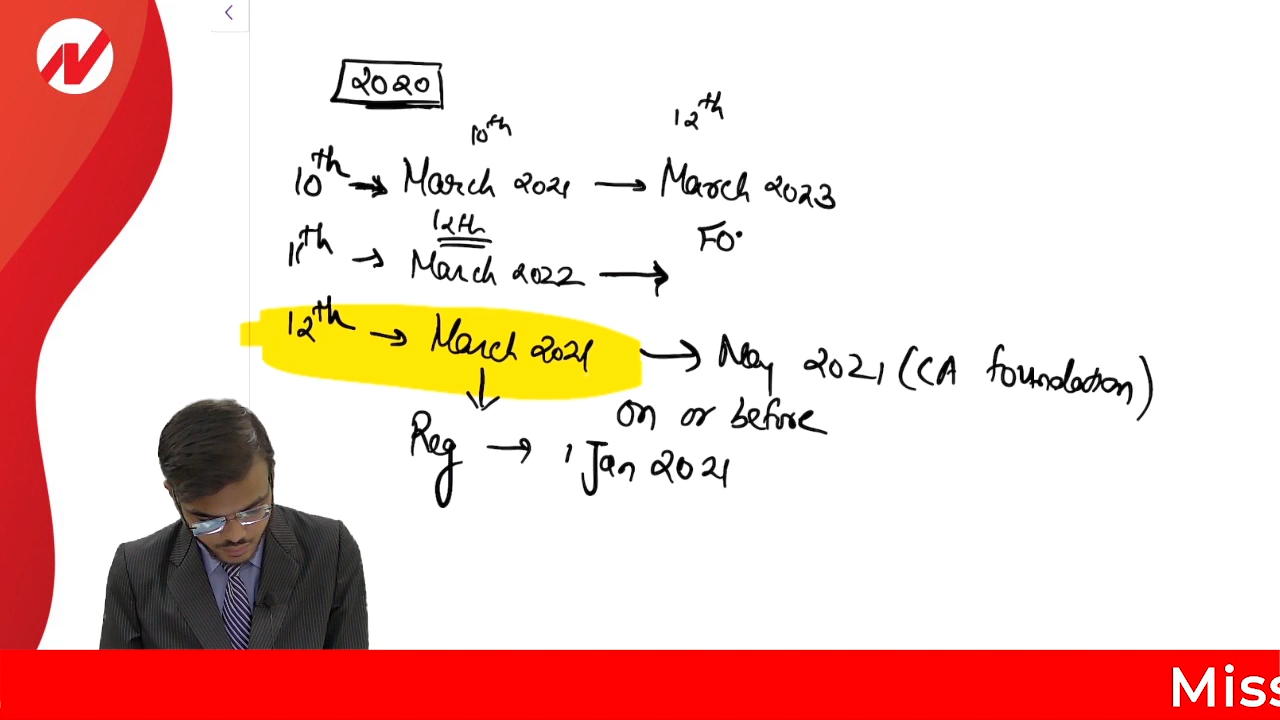 2020
10th 12th
10th → March 2021 → March 2023
12th FO
11th → March 2022 →
12th → March 2021 → May 2021 (CA foundation)
on or before
Reg → 1 Jan 2021
Miss